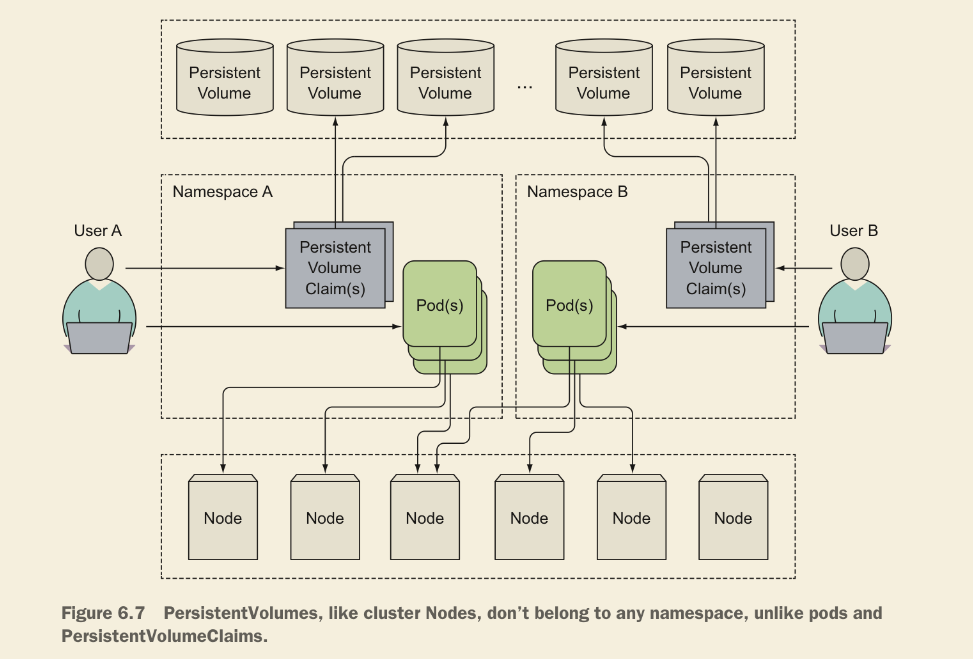 Persistent
Volume
Persistent
Volume
Persistent
Volume
...
Persistent
Volume
Persistent
Volume
Namespace A
Namespace B
User A
User B
Persistent
Volume
Claim(s)
Pod(s)
Pod(s)
Persistent
Volume
Claim(s)
Node
Node
Node
Node
Node
Node
Figure 6.7 PersistentVolumes, like cluster Nodes, don’t belong to any namespace, unlike pods and
PersistentVolumeClaims.